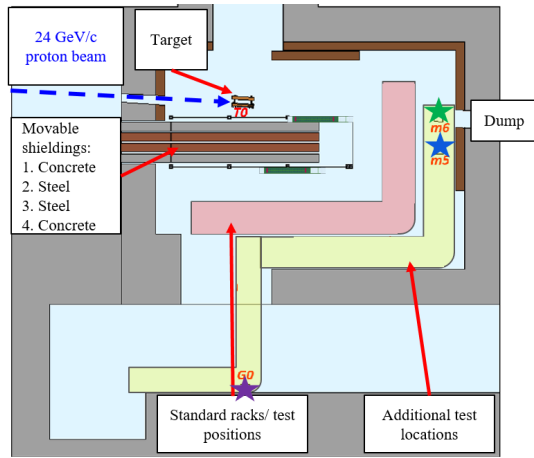 24 GeV/c
proton beam
Target
T0
Movable
shieldings:
1. Concrete
2. Steel
3. Steel
4. Concrete
m6
Dump
m5
G0
Standard racks/ test
positions
Additional test
locations